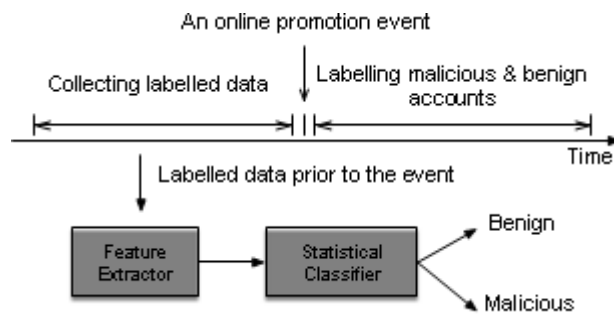 An online promotion event
Collecting labelled data
Labelling malicious & benign
accounts
Time
Labelled data prior to the event
Feature
Extractor
Statistical
Classifier
Benign
Malicious